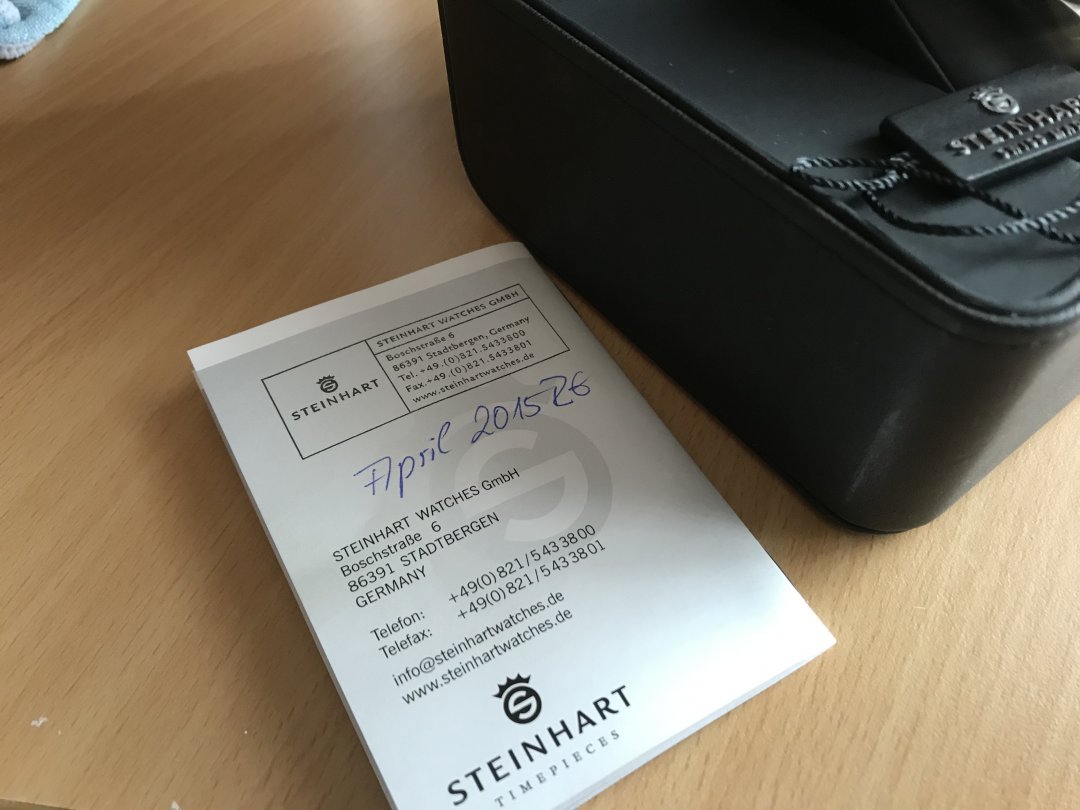 STEINHART
STEINHART
STEINHART WATCHES GMBH
Boschstraße 6
86391 Stadtbergen, Germany
Tel. +49.(0)821.5433800
Fax.+49.(0)821.5433801
www.steinhartwatches.de
April 2015
STEINHART WATCHES GmbH
Boschstraße 6
86391 STADTBERGEN
GERMANY
Telefon: +49(0)821/5433800
Telefax: +49(0)821/5433801
info@steinhartwatches.de
www.steinhartwatches.de
STEINHART
TIMEPIECES